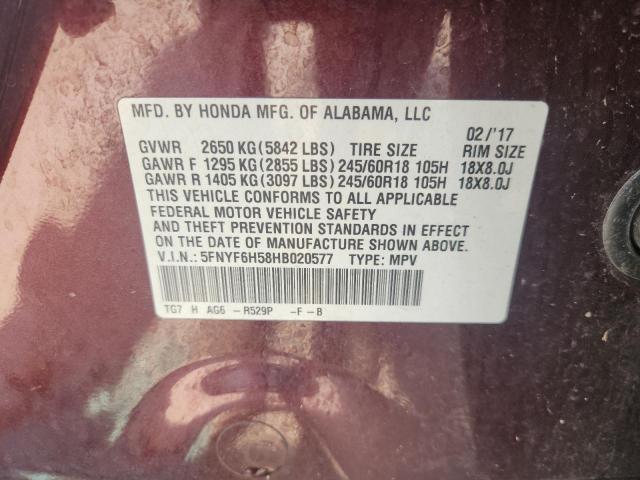 MFD. BY HONDA MFG. OF ALABAMA, LLC 02/'17
GVWR 2650 KG (5842 LBS) TIRE SIZE RIM SIZE
GAWR F 1295 KG (2855 LBS) 245/60R18 105H 18X8.0J
GAWR R 1405 KG (3097 LBS) 245/60R18 105H 18X8.0J
THIS VEHICLE CONFORMS TO ALL APPLICABLE
FEDERAL MOTOR VEHICLE SAFETY
AND THEFT PREVENTION STANDARDS IN EFFECT
ON THE DATE OF MANUFACTURE SHOWN ABOVE.
V.I.N.: 5FNYF6H58HB020577 TYPE: MPV
TG7 H AG6 -R529P -F-B